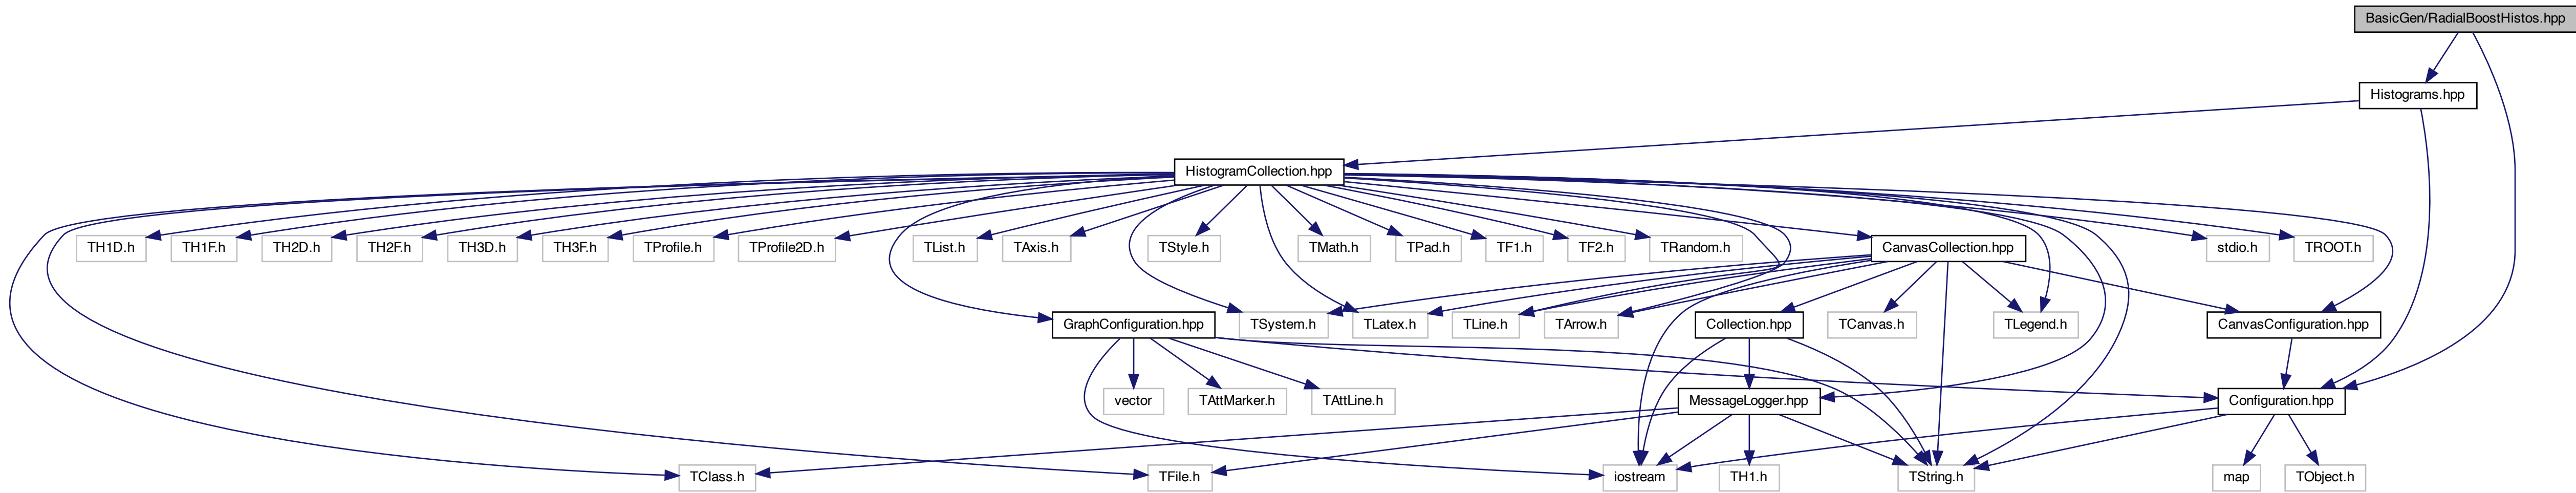 BasicGen/RadialBoostHistos.hpp
Histograms.hpp
HistogramCollection.hpp
TH1D.h
TH1F.h
TH2D.h
TH2F.h
TH3D.h
TH3F.h
TProfile.h
TProfile2D.h
TList.h
TAxis.h
TStyle.h
TMath.h
TPad.h
TF1.h
TF2.h
TRandom.h
CanvasCollection.hpp
stdio.h
TROOT.h
GraphConfiguration.hpp
TSystem.h
TLatex.h
TLine.h
TArrow.h
Collection.hpp
TCanvas.h
TLegend.h
CanvasConfiguration.hpp
vector
TAttMarker.h
TAttLine.h
MessageLogger.hpp
Configuration.hpp
TClass.h
TFile.h
iostream
TH1.h
TString.h
map
TObject.h